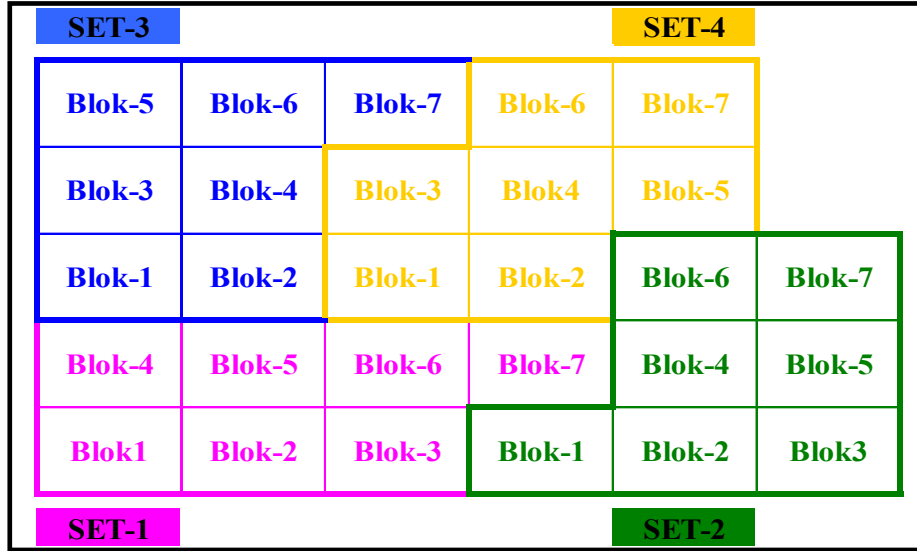 SET-3 SET-4
Blok-5 Blok-6 Blok-7 Blok-6 Blok-7
Blok-3 Blok-4 Blok-3 Blok4 Blok-5
Blok-1 Blok-2 Blok-1 Blok-2 Blok-6 Blok-7
Blok-4 Blok-5 Blok-6 Blok-7 Blok-4 Blok-5
Blok1 Blok-2 Blok-3 Blok-1 Blok-2 Blok3
SET-1 SET-2